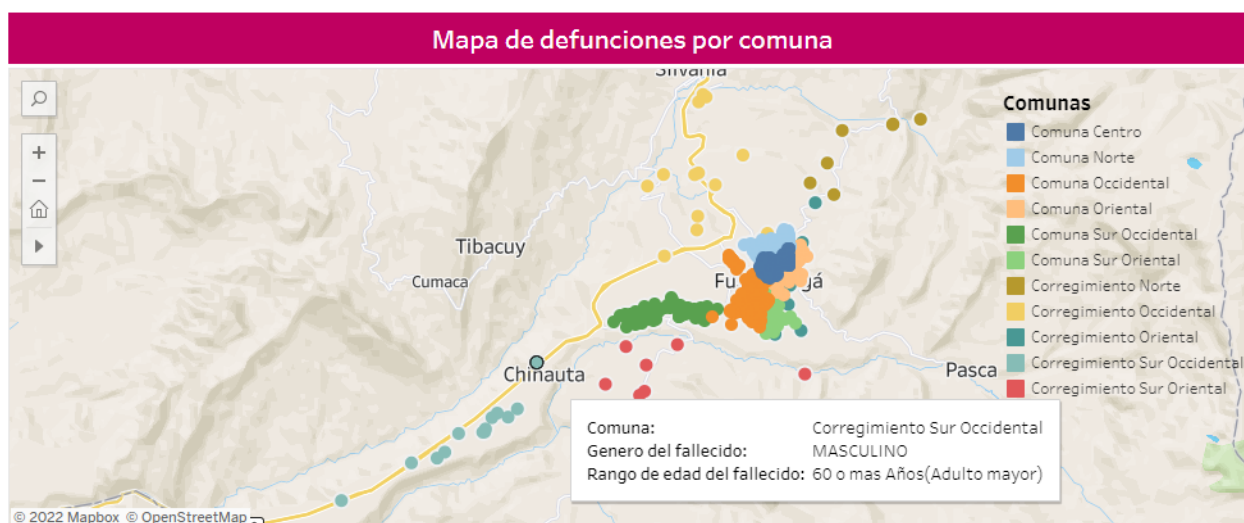 Mapa de defunciones por comuna
Silvania
Comunas
Comuna Centro
Comuna Norte
Comuna Occidental
Comuna Oriental
Comuna Sur Occidental
Comuna Sur Oriental
Corregimiento Norte
Corregimiento Occidental
Corregimiento Oriental
Corregimiento Sur Occidental
Corregimiento Sur Oriental
Tibacuy
Cumaca
Fu gá
Chinauta
Pasca
Comuna: Corregimiento Sur Occidental
Genero del fallecido: MASCULINO
Rango de edad del fallecido: 60 o mas Años(Adulto mayor)
© 2022 Mapbox © OpenStreetMap